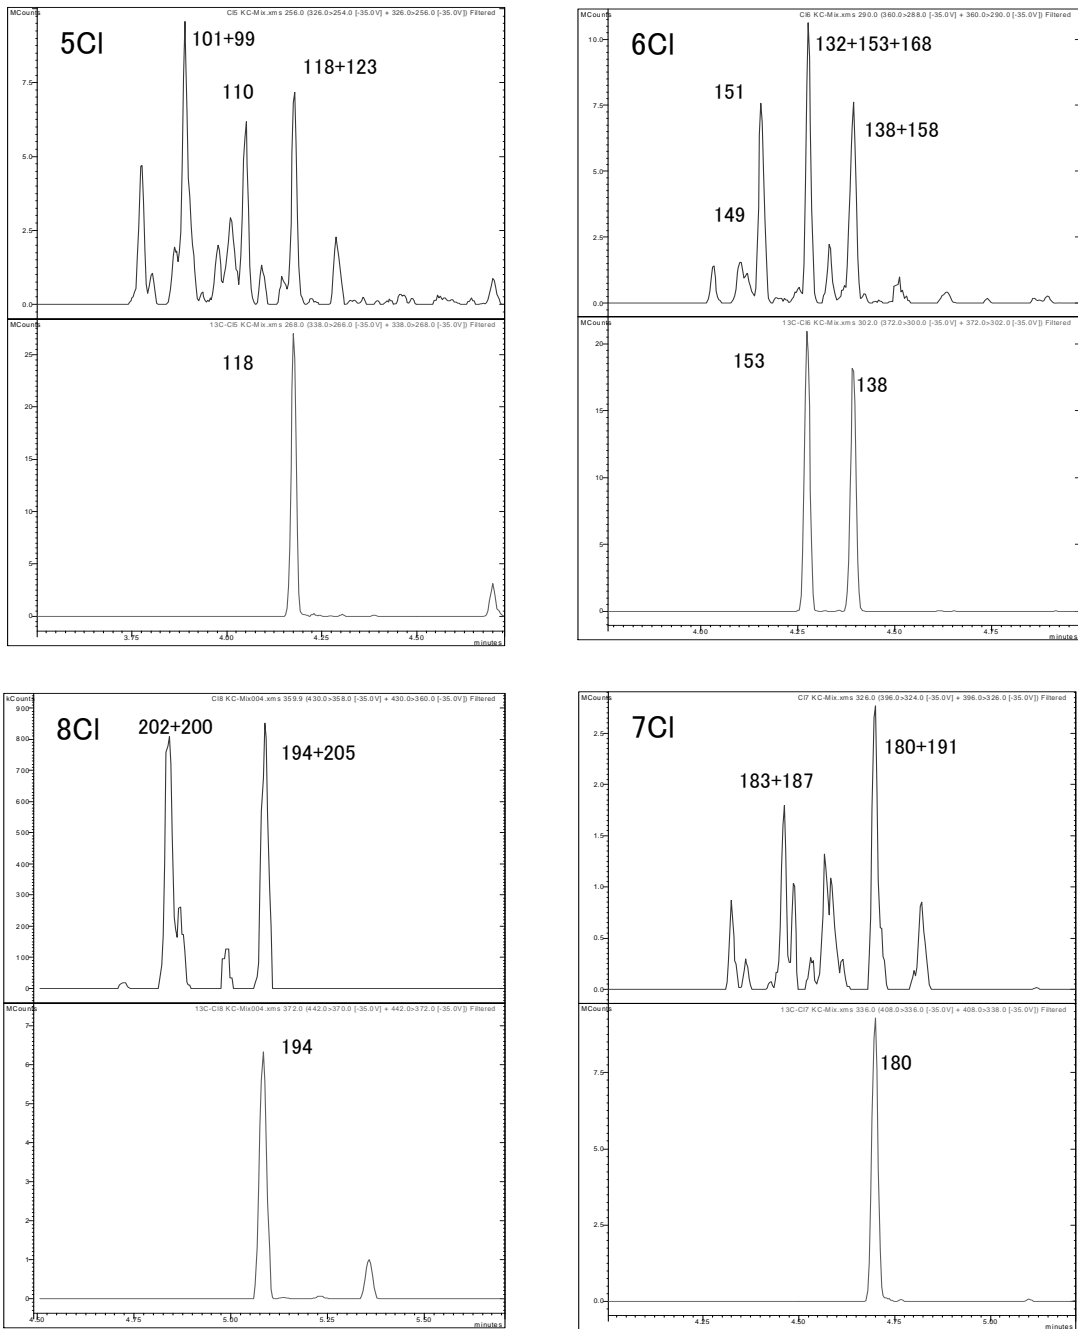 MCounts
Cl5 KC-Mix.xms 256.0 (326.0>254.0 [-35.0V] + 326.0>256.0 [-35.0V]) Filtered
5Cl
101+99
118+123
110
7.5
5.0
2.5
0.0
MCounts
13C-Cl5 KC-Mix.xms 268.0 (338.0>266.0 [-35.0V] + 338.0>268.0 [-35.0V]) Filtered
118
25
20
15
10
5
0
3.75 4.00 4.25 4.50
minutes
MCounts
Cl6 KC-Mix.xms 290.0 (360.0>288.0 [-35.0V] + 360.0>290.0 [-35.0V]) Filtered
6Cl
132+153+168
151
138+158
149
10.0
7.5
5.0
2.5
0.0
MCounts
13C-Cl6 KC-Mix.xms 302.0 (372.0>300.0 [-35.0V] + 372.0>302.0 [-35.0V]) Filtered
153
138
20
15
10
5
0
4.00 4.25 4.50 4.75
minutes
kCounts
Cl8 KC-Mix004.xms 359.9 (430.0>358.0 [-35.0V] + 430.0>360.0 [-35.0V]) Filtered
8Cl
202+200
194+205
900
800
700
600
500
400
300
200
100
0
MCounts
13C-Cl8 KC-Mix004.xms 372.0 (442.0>370.0 [-35.0V] + 442.0>372.0 [-35.0V]) Filtered
194
7
6
5
4
3
2
1
0
4.50 4.75 5.00 5.25 5.50
minutes
MCounts
Cl7 KC-Mix.xms 326.0 (396.0>324.0 [-35.0V] + 396.0>326.0 [-35.0V]) Filtered
7Cl
180+191
183+187
2.5
2.0
1.5
1.0
0.5
0.0
MCounts
13C-Cl7 KC-Mix.xms 336.0 (408.0>336.0 [-35.0V] + 408.0>338.0 [-35.0V]) Filtered
180
7.5
5.0
2.5
0.0
4.25 4.50 4.75 5.00
minutes